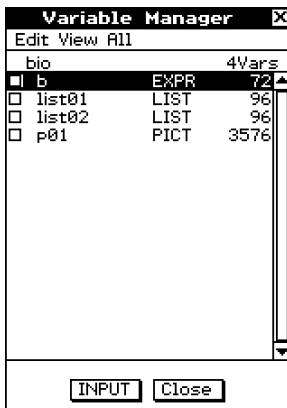 Variable Manager
Edit View All
bio 4Vars
b EXPR 72
list01 LIST 96
list02 LIST 96
p01 PICT 3576
INPUT Close